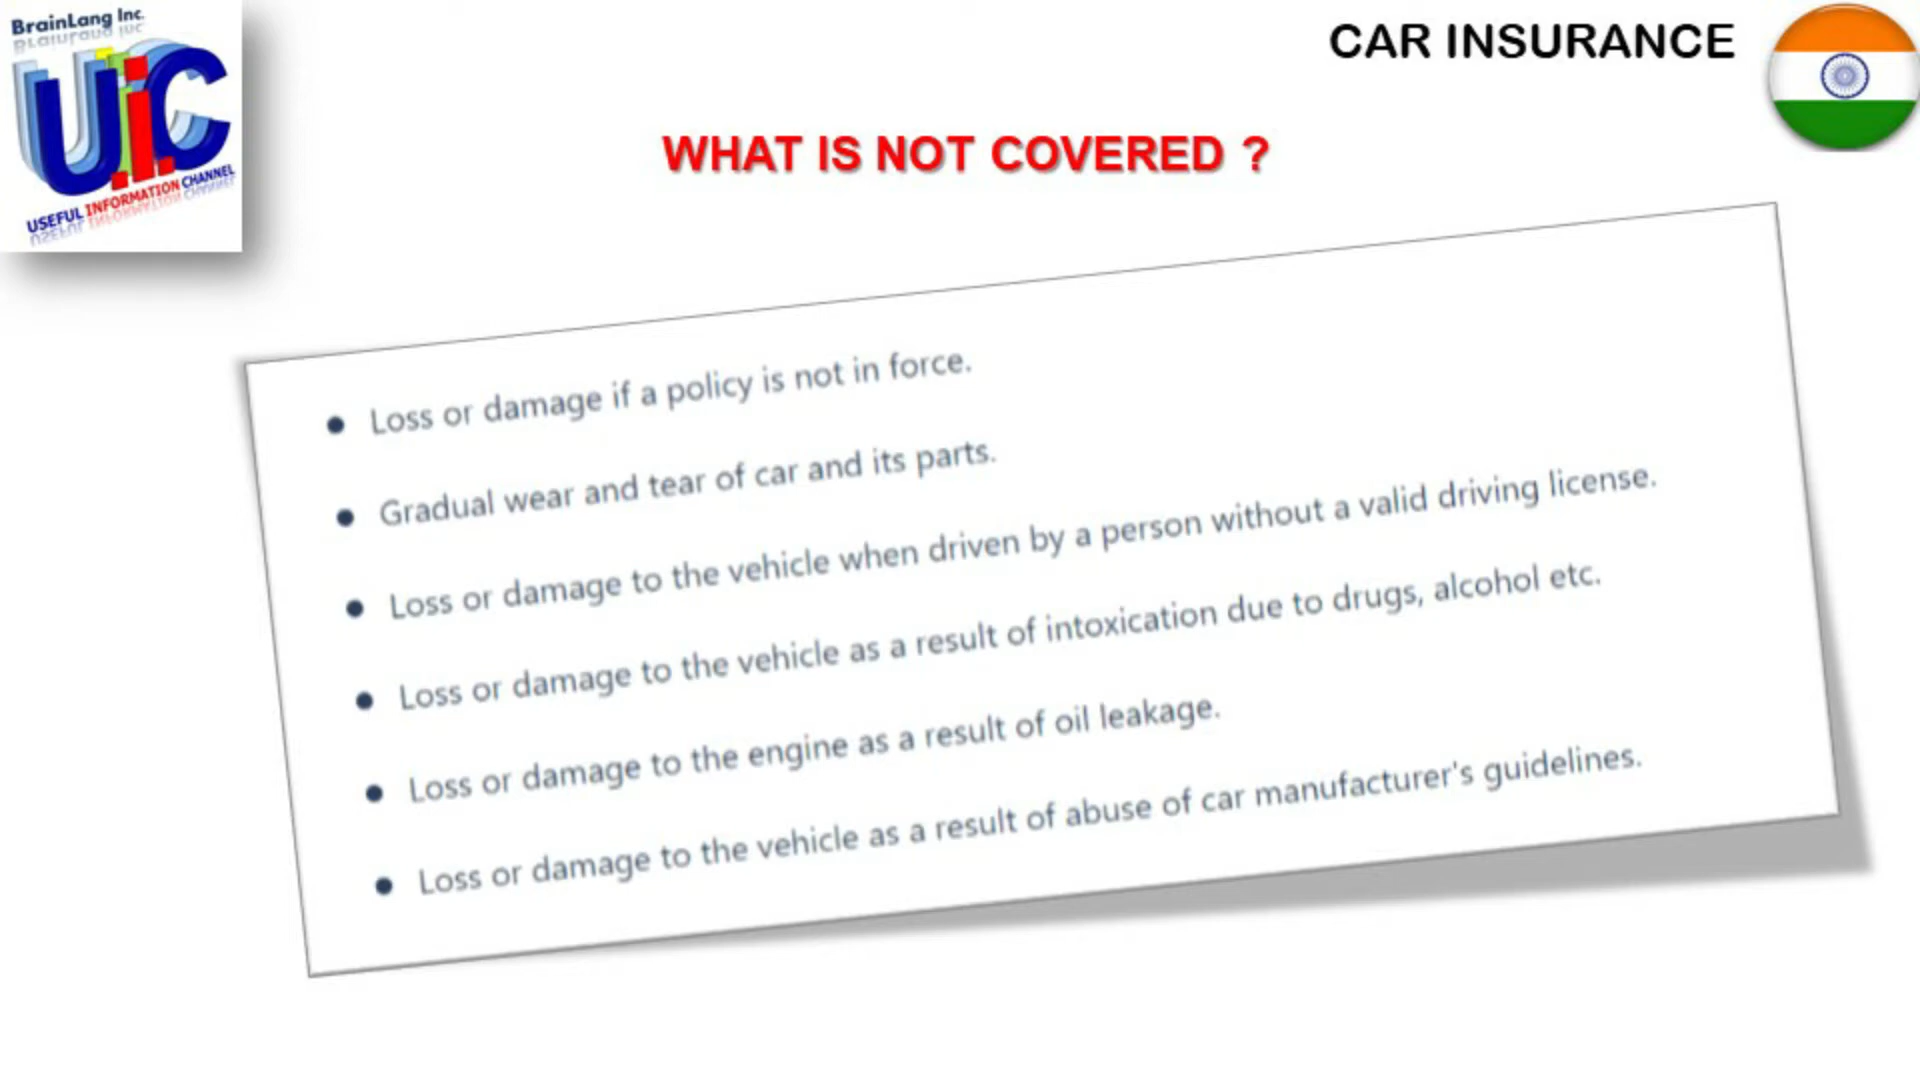 BrainLang Inc.
U.i.C
USEFUL INFORMATION CHANNEL
CAR INSURANCE
WHAT IS NOT COVERED ?
● Loss or damage if a policy is not in force.
● Gradual wear and tear of car and its parts.
● Loss or damage to the vehicle when driven by a person without a valid driving license.
● Loss or damage to the vehicle as a result of intoxication due to drugs, alcohol etc.
● Loss or damage to the engine as a result of oil leakage.
● Loss or damage to the vehicle as a result of abuse of car manufacturer's guidelines.